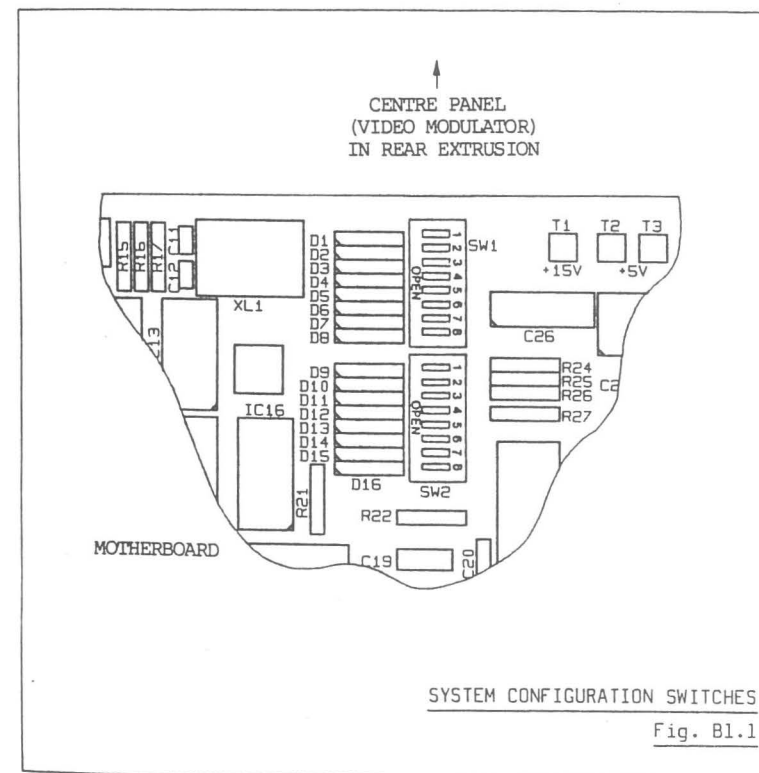 CENTRE PANEL
(VIDEO MODULATOR)
IN REAR EXTRUSION
R15
R16
R17
C11
C12
XL1
D1
D2
D3
D4
D5
D6
D7
D8
OPEN
1
2
3
4
5
6
7
8
SW1
T1
T2
T3
+15V
+5V
C26
C13
IC16
D9
D10
D11
D12
D13
D14
D15
D16
OPEN
1
2
3
4
5
6
7
8
SW2
R24
R25
R26
C2
R27
R21
R22
MOTHERBOARD
C19
C20
SYSTEM CONFIGURATION SWITCHES
Fig. B1.1